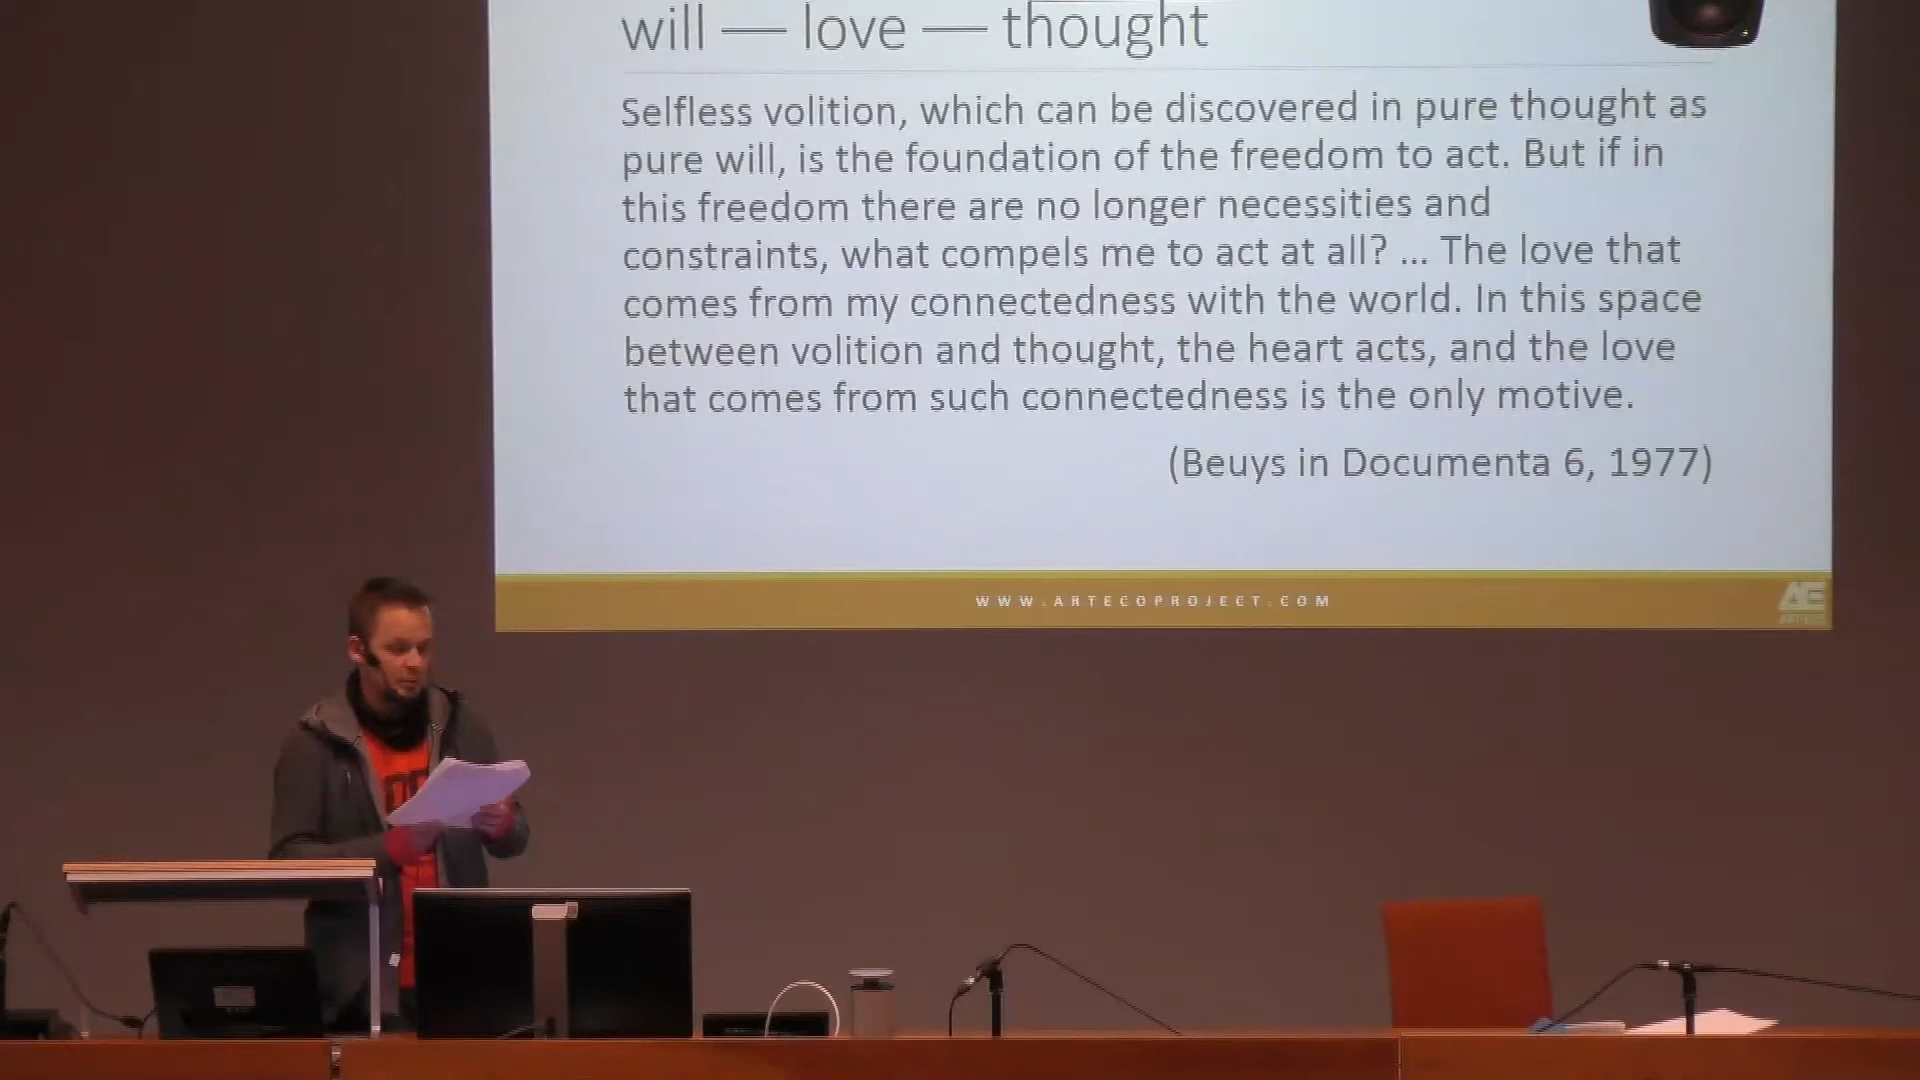 will — love — thought
Selfless volition, which can be discovered in pure thought as
pure will, is the foundation of the freedom to act. But if in
this freedom there are no longer necessities and
constraints, what compels me to act at all? ... The love that
comes from my connectedness with the world. In this space
between volition and thought, the heart acts, and the love
that comes from such connectedness is the only motive.
(Beuys in Documenta 6, 1977)
WWW.ARTECOPROJECT.COM
AE